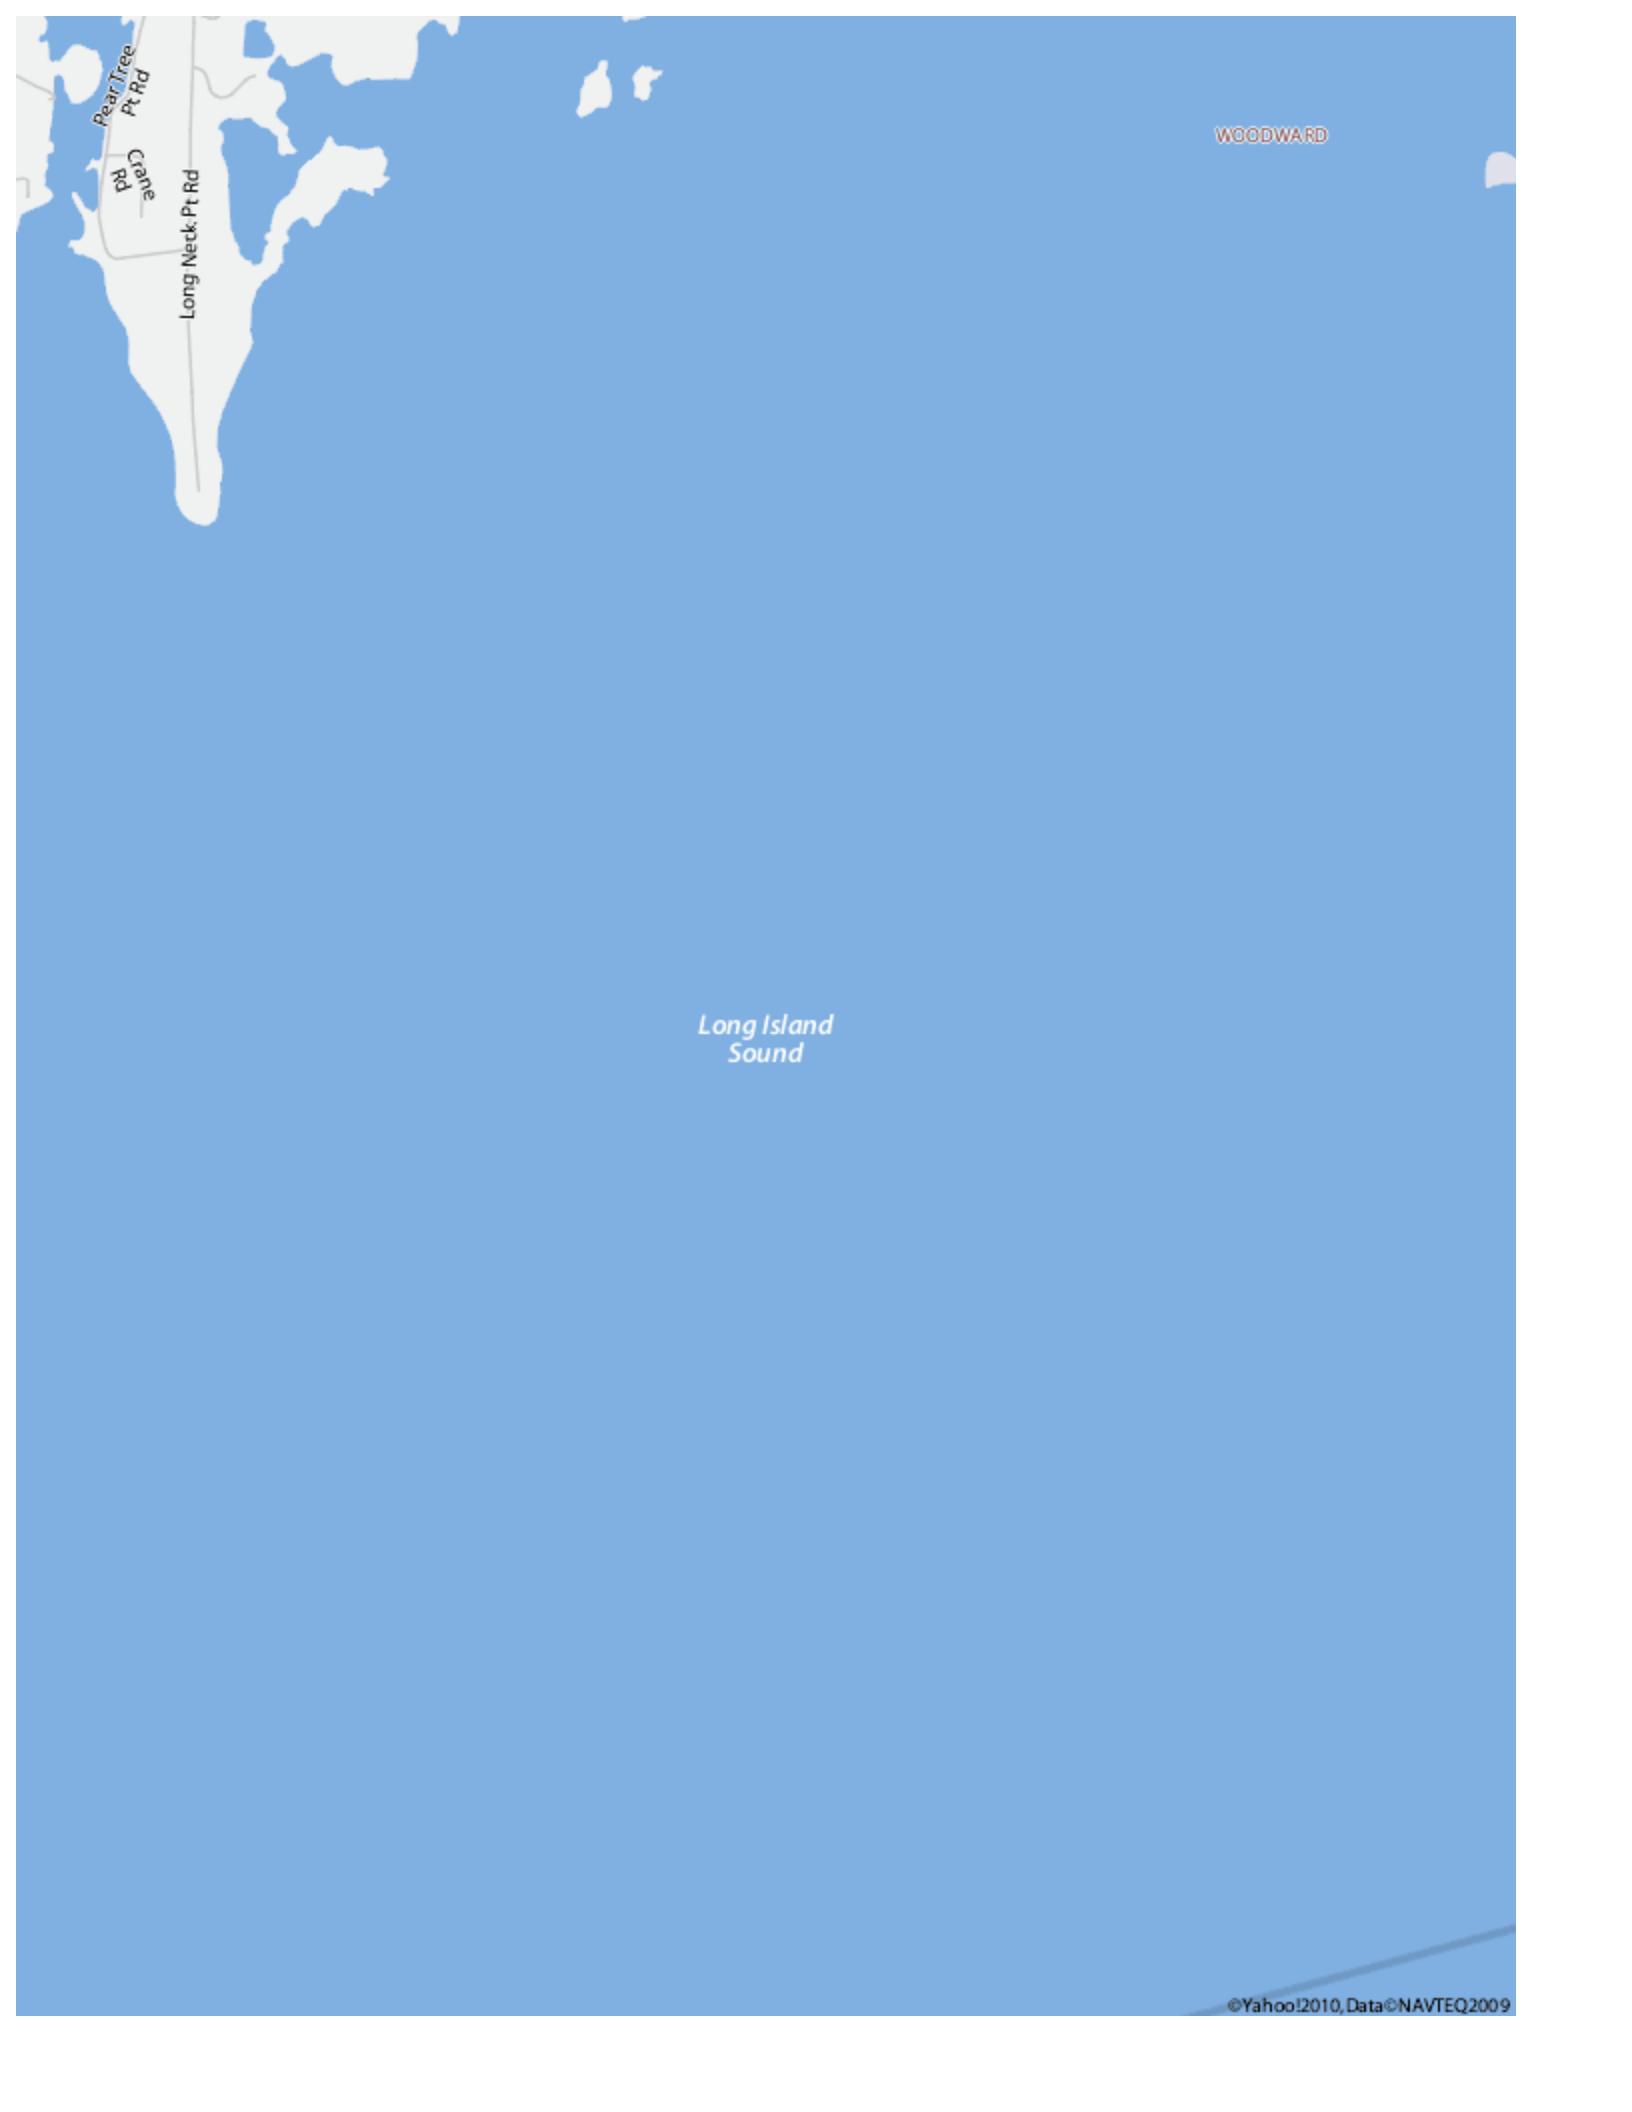 Pear Tree
Pt Rd
WOODWARD
Crane
Rd
Long Neck Pt Rd
Long Island
Sound
©Yahoo!2010, Data©NAVTEQ2009